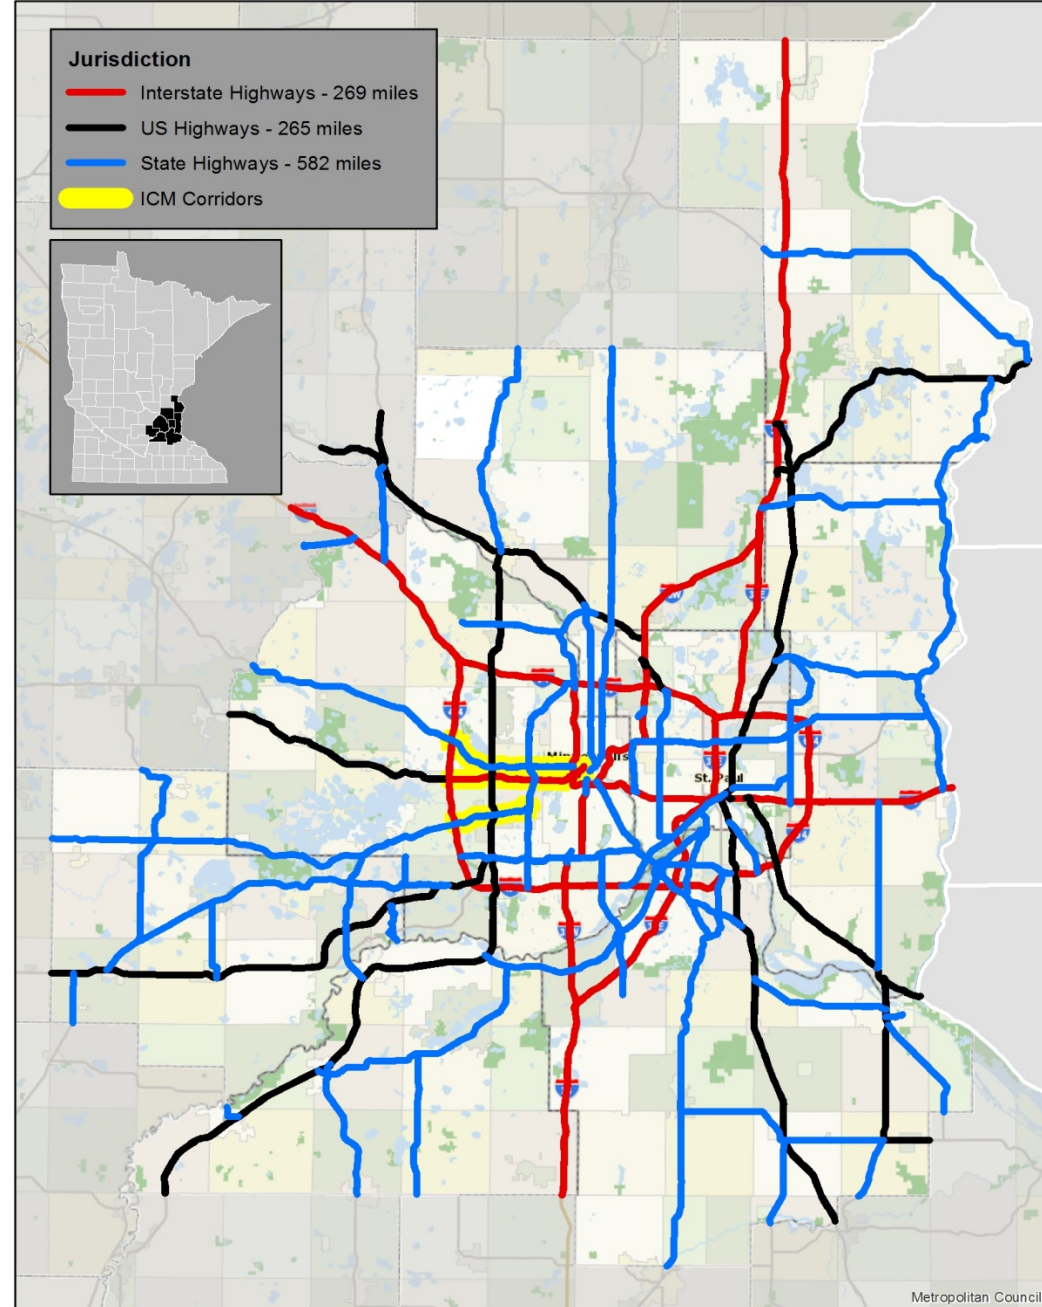 Jurisdiction
Interstate Highways - 269 miles
US Highways - 265 miles
State Highways - 582 miles
ICM Corridors
St. Paul
Metropolitan Council